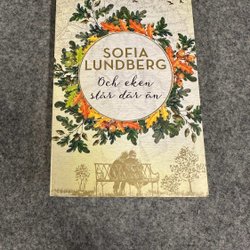 SOFIA
LUNDBERG
Och eken
står där än